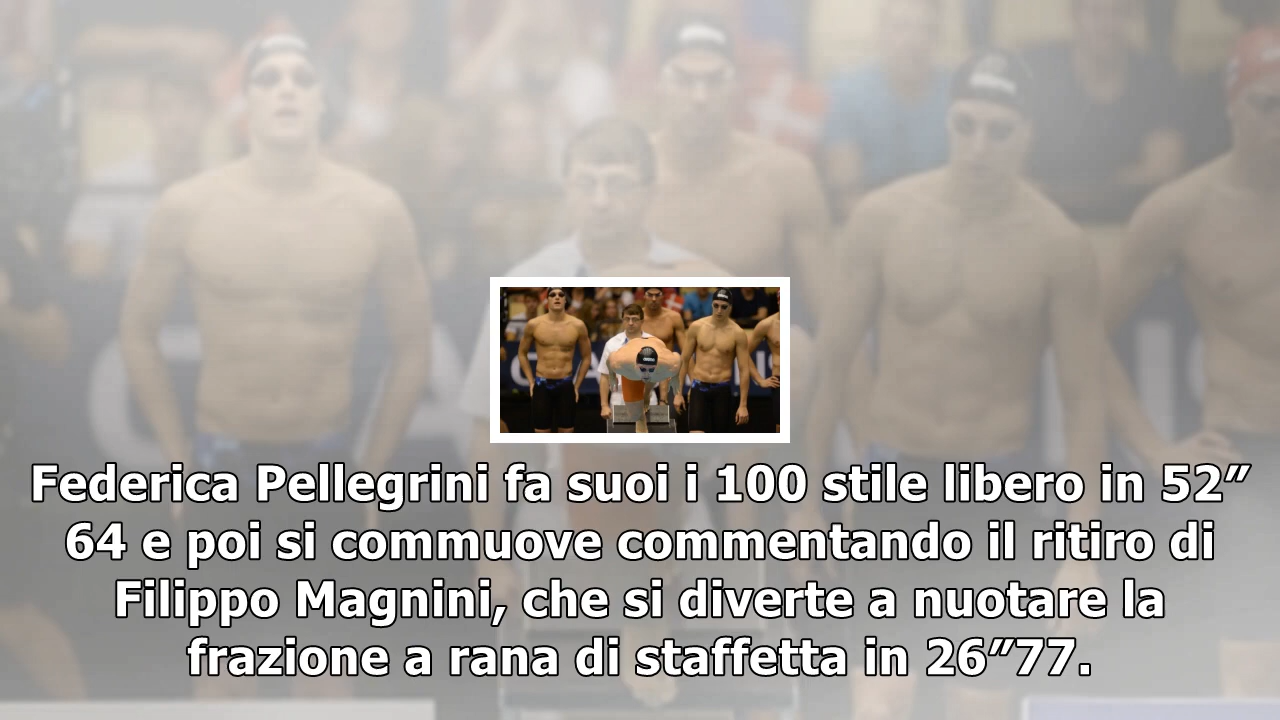 Federica Pellegrini fa suoi i 100 stile libero in 52”
64 e poi si commuove commentando il ritiro di
Filippo Magnini, che si diverte a nuotare la
frazione a rana di staffetta in 26”77.